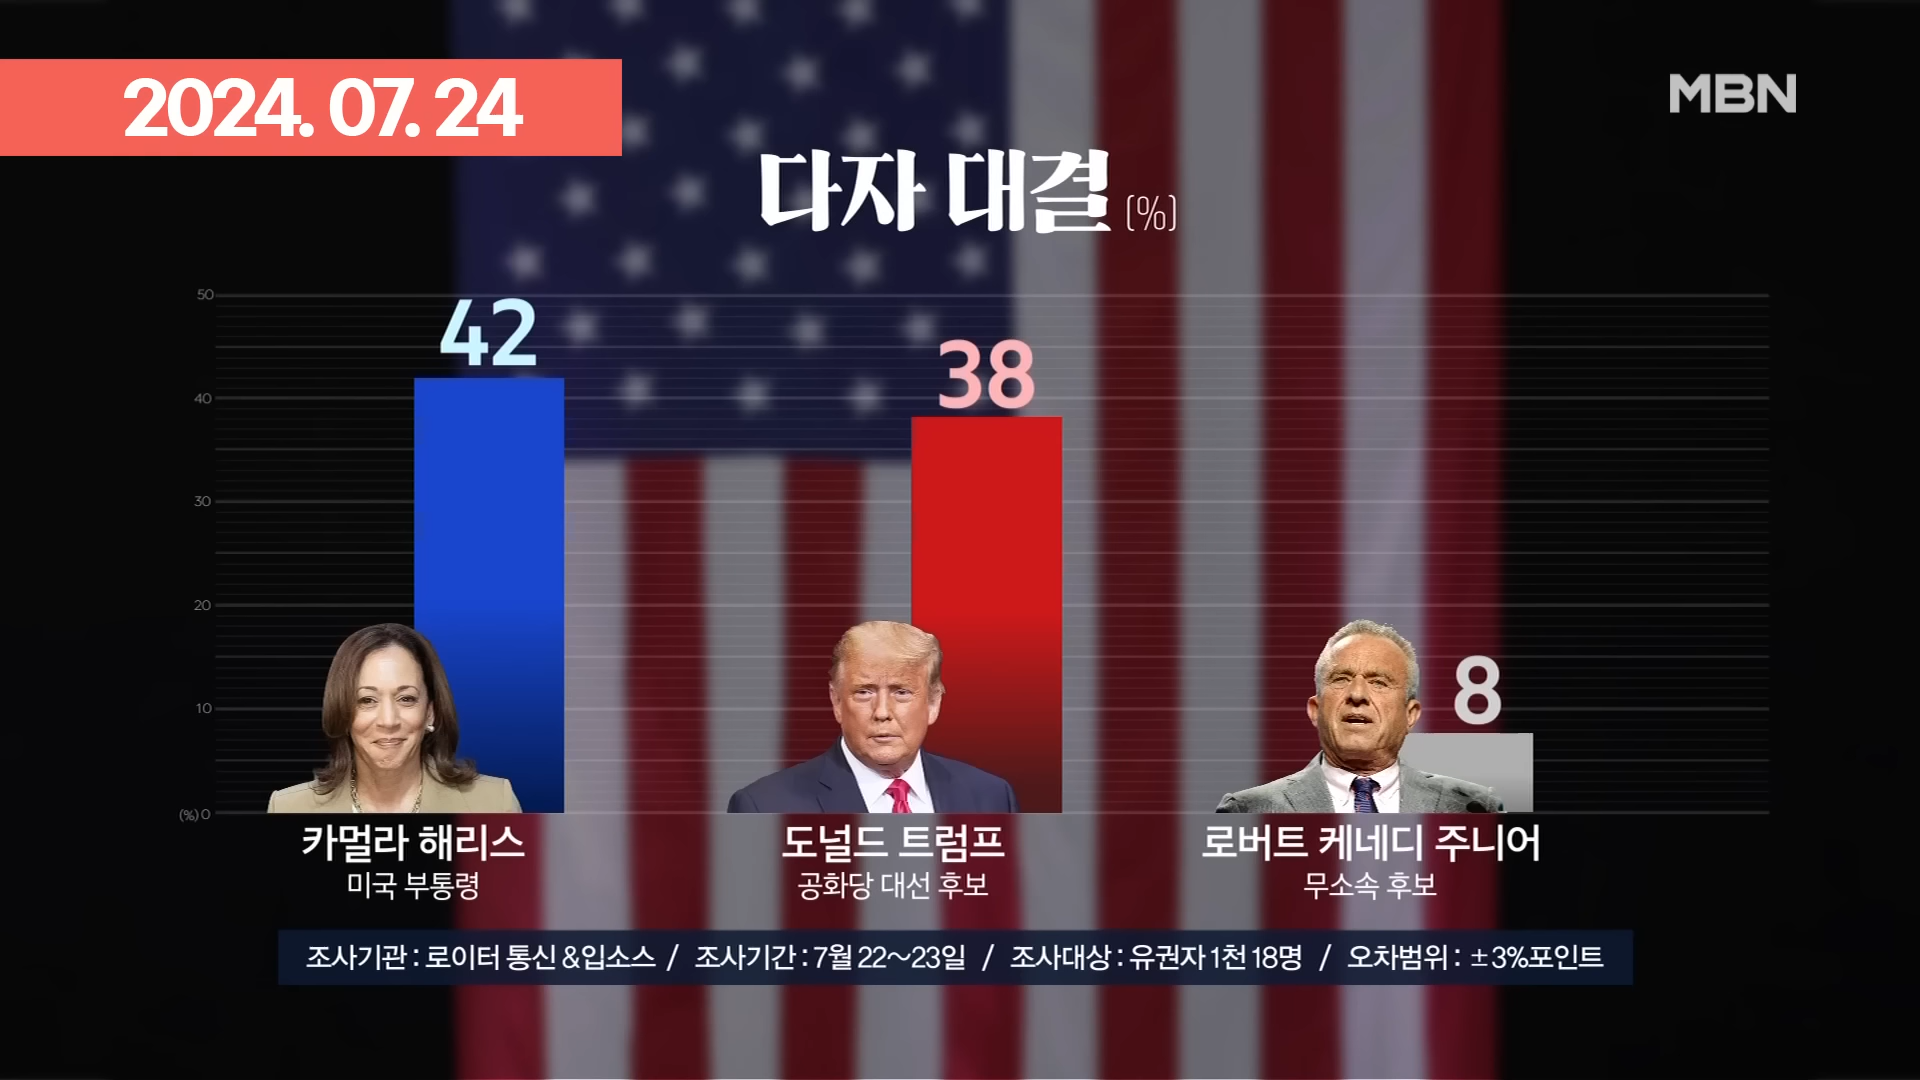 2024. 07. 24
MBN
다자 대결 (%)
50
40
30
20
10
(%) 0
42
38
8
카멀라 해리스
미국 부통령
도널드 트럼프
공화당 대선 후보
로버트 케네디 주니어
무소속 후보
조사기관 : 로이터 통신 &입소스 / 조사기간 : 7월 22~23일 / 조사대상 : 유권자 1천 18명 / 오차범위 : ±3%포인트